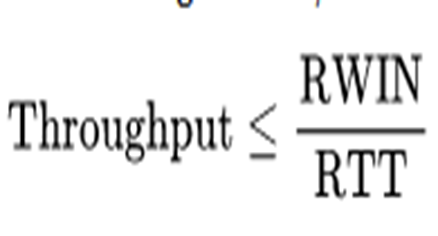 Throughput ≤ RWIN / RTT